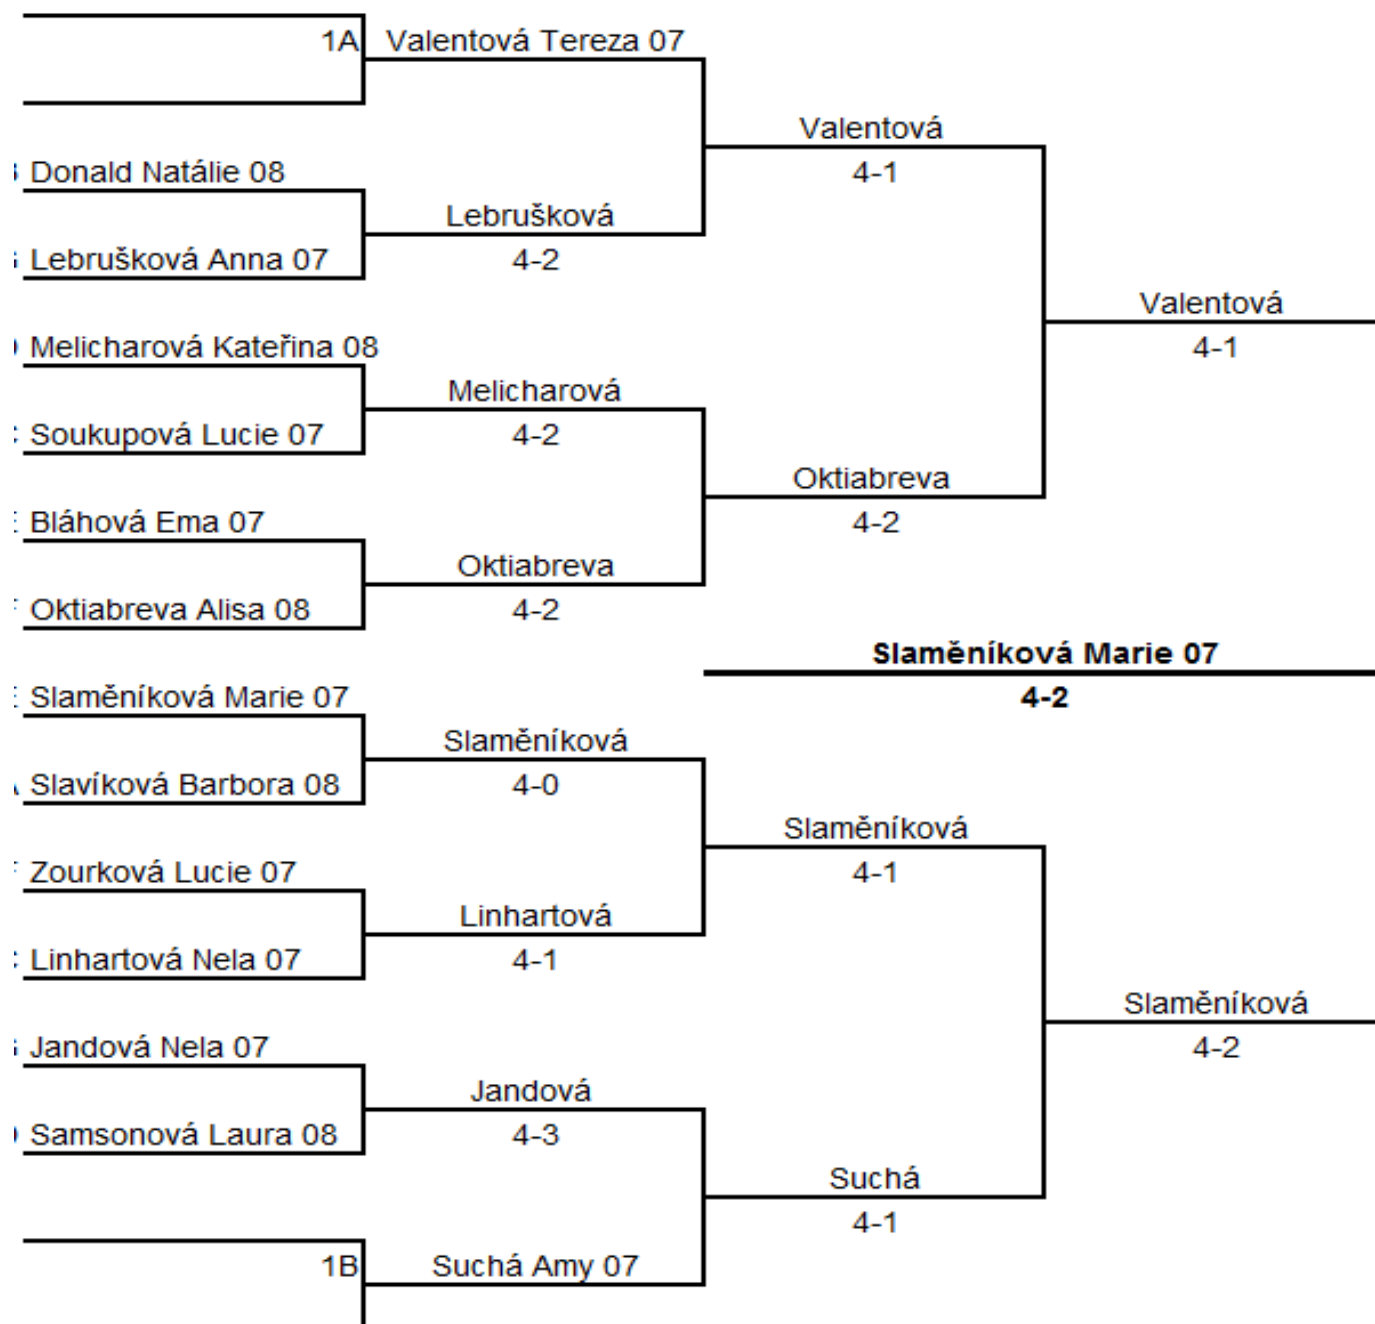 1A Valentová Tereza 07
Valentová
Donald Natálie 08
4-1
Lebrušková
Lebrušková Anna 07
4-2
Valentová
Melicharová Kateřina 08
4-1
Melicharová
Soukupová Lucie 07
4-2
Oktiabreva
Bláhová Ema 07
4-2
Oktiabreva
Oktiabreva Alisa 08
4-2
Slaměníková Marie 07
Slaměníková Marie 07
4-2
Slaměníková
Slavíková Barbora 08
4-0
Slaměníková
Zourková Lucie 07
4-1
Linhartová
Linhartová Nela 07
4-1
Slaměníková
Jandová Nela 07
4-2
Jandová
Samsonová Laura 08
4-3
Suchá
4-1
1B Suchá Amy 07